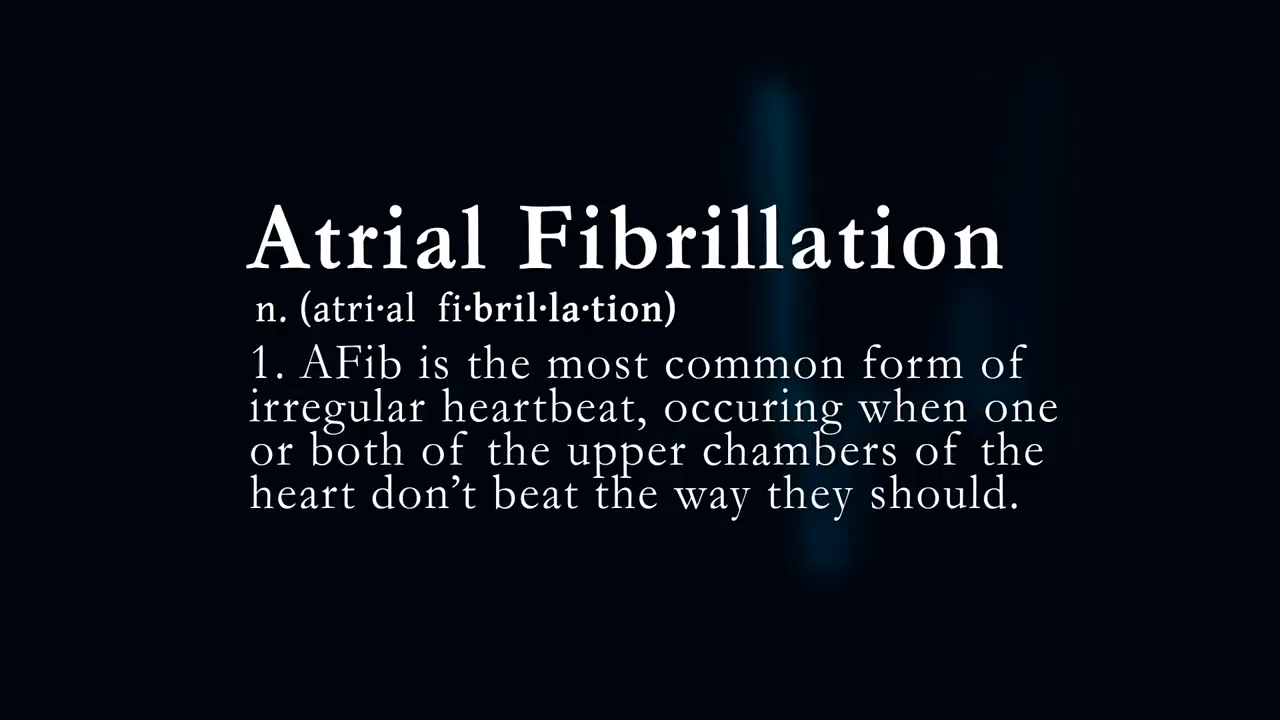 Atrial Fibrillation
n. (atri·al fi·bril·la·tion)
1. AFib is the most common form of
irregular heartbeat, occuring when one
or both of the upper chambers of the
heart don’t beat the way they should.